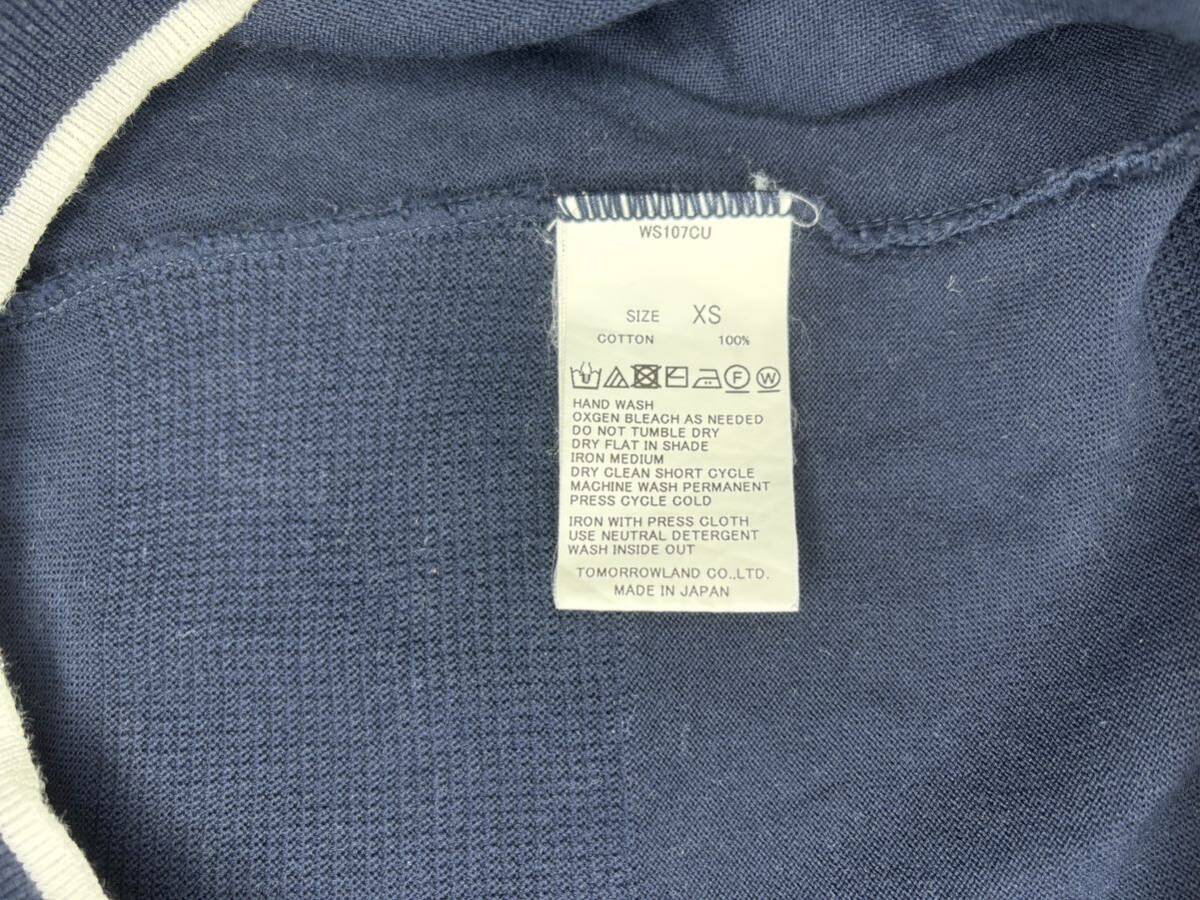 WS107CU
SIZE XS
COTTON 100%
F W
HAND WASH
OXGEN BLEACH AS NEEDED
DO NOT TUMBLE DRY
DRY FLAT IN SHADE
IRON MEDIUM
DRY CLEAN SHORT CYCLE
MACHINE WASH PERMANENT
PRESS CYCLE COLD
IRON WITH PRESS CLOTH
USE NEUTRAL DETERGENT
WASH INSIDE OUT
TOMORROWLAND CO.,LTD.
MADE IN JAPAN